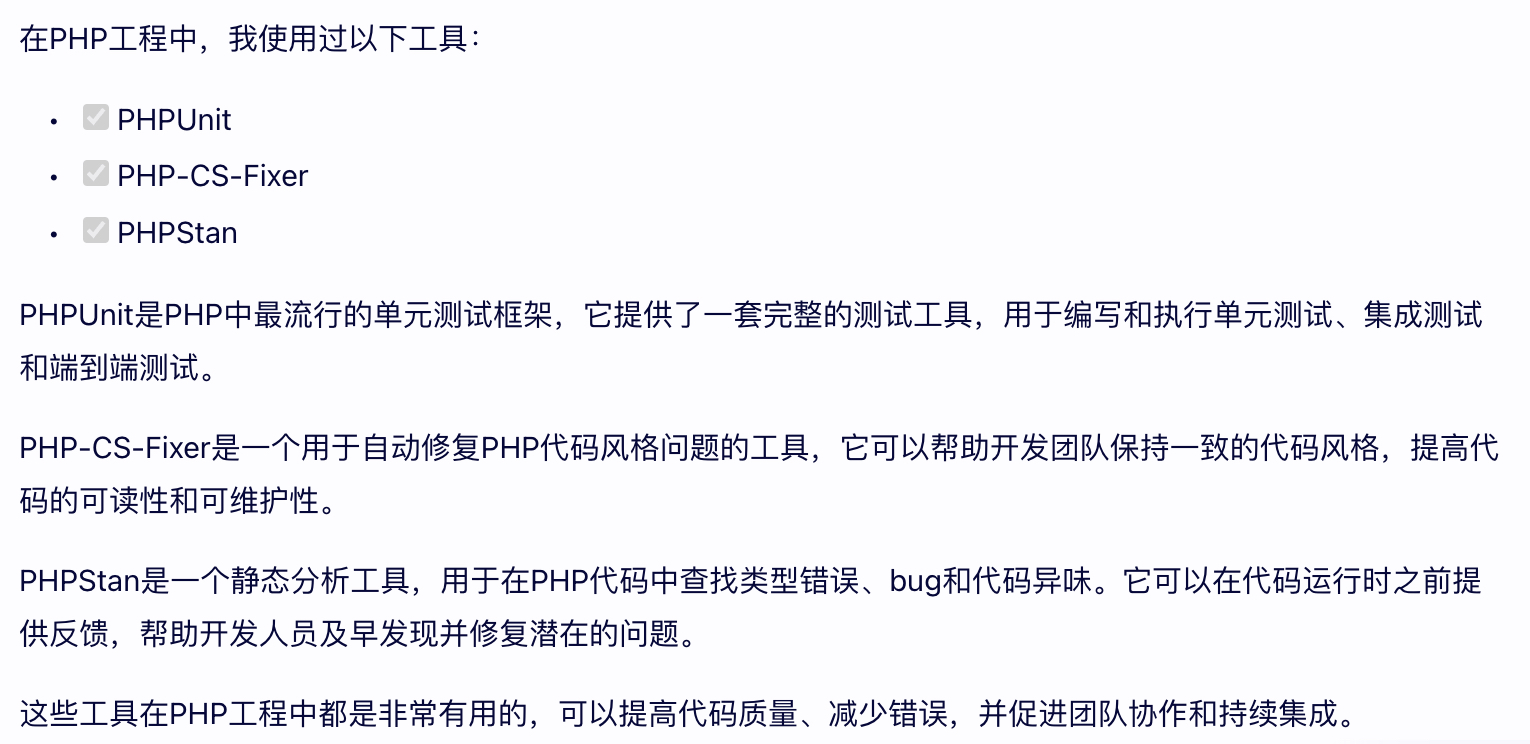 在PHP工程中，我使用过以下工具：
• PHPUnit
• PHP-CS-Fixer
• PHPStan
PHPUnit是PHP中最流行的单元测试框架，它提供了一套完整的测试工具，用于编写和执行单元测试、集成测试
和端到端测试。
PHP-CS-Fixer是一个用于自动修复PHP代码风格问题的工具，它可以帮助开发团队保持一致的代码风格，提高代
码的可读性和可维护性。
PHPStan是一个静态分析工具，用于在PHP代码中查找类型错误、bug和代码异味。它可以在代码运行时之前提
供反馈，帮助开发人员及早发现并修复潜在的问题。
这些工具在PHP工程中都是非常有用的，可以提高代码质量、减少错误，并促进团队协作和持续集成。